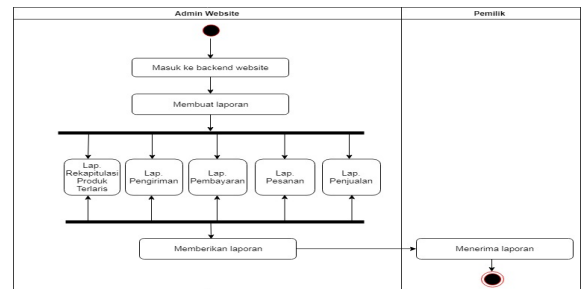 Admin Website
Pemilik
Masuk ke backend website
Membuat laporan
Lap.
Rekapitulasi
Produk
Terlaris
Lap.
Pengiriman
Lap.
Pembayaran
Lap.
Pesanan
Lap.
Penjualan
Memberikan laporan
Menerima laporan